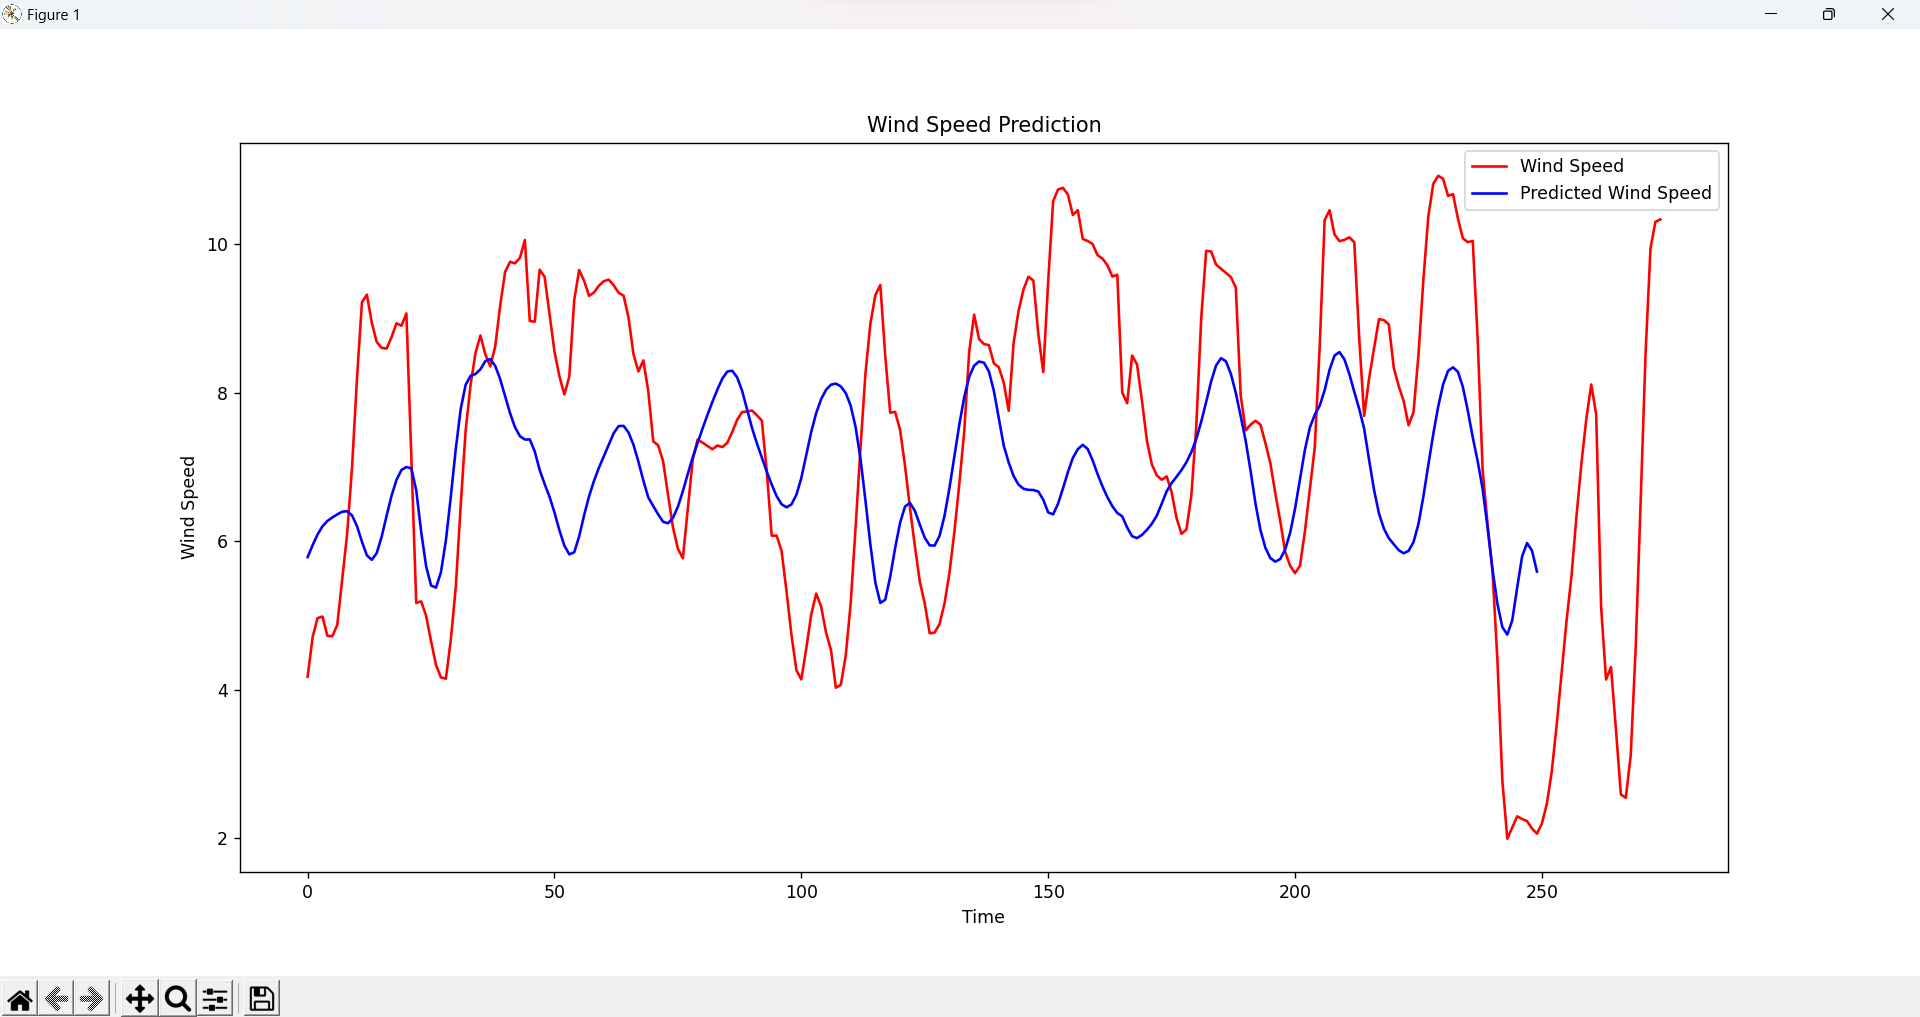 Figure 1
Wind Speed Prediction
Wind Speed
Predicted Wind Speed
10
8
6
4
2
Wind Speed
0 50 100 150 200 250
Time